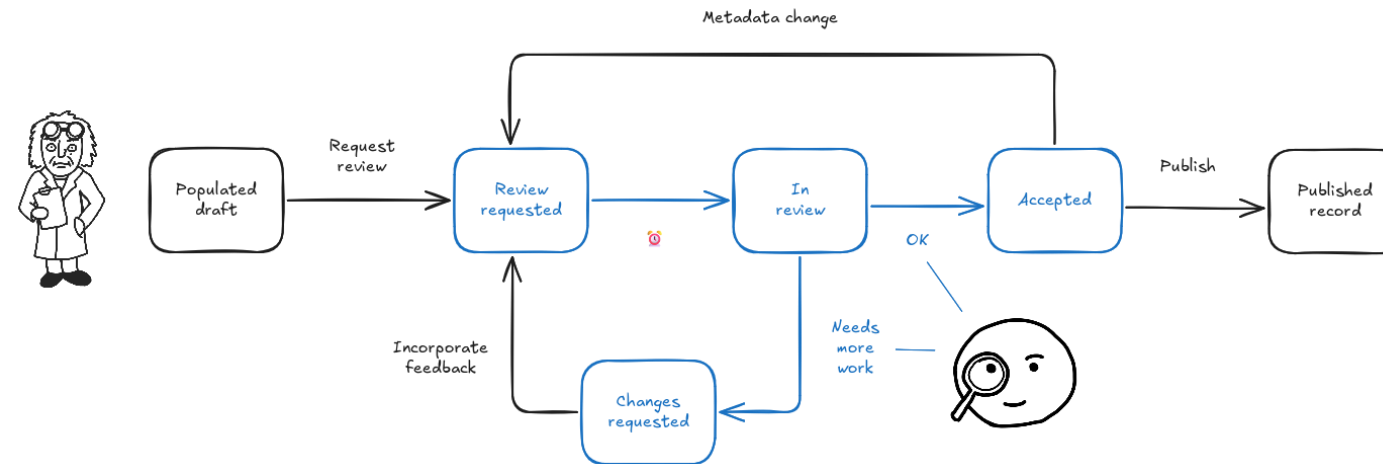 Metadata change
Request
review
Populated
draft
Review
requested
In
review
Accepted
Publish
Published
record
OK
Needs
more
work
Incorporate
feedback
Changes
requested